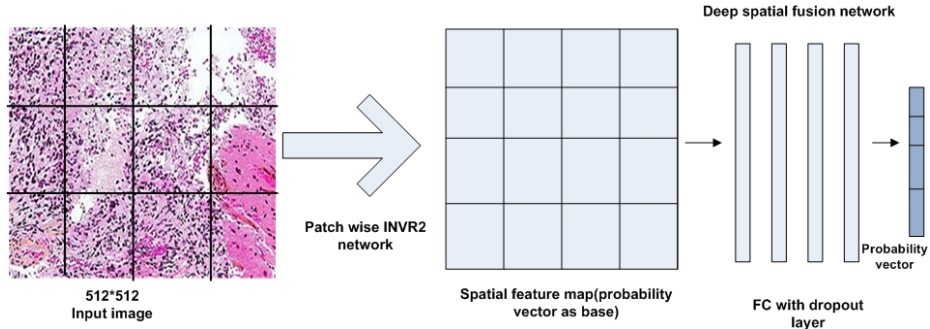 Deep spatial fusion network
Patch wise INVR2
network
Probability
vector
512*512
Input image
Spatial feature map(probability
vector as base)
FC with dropout
layer